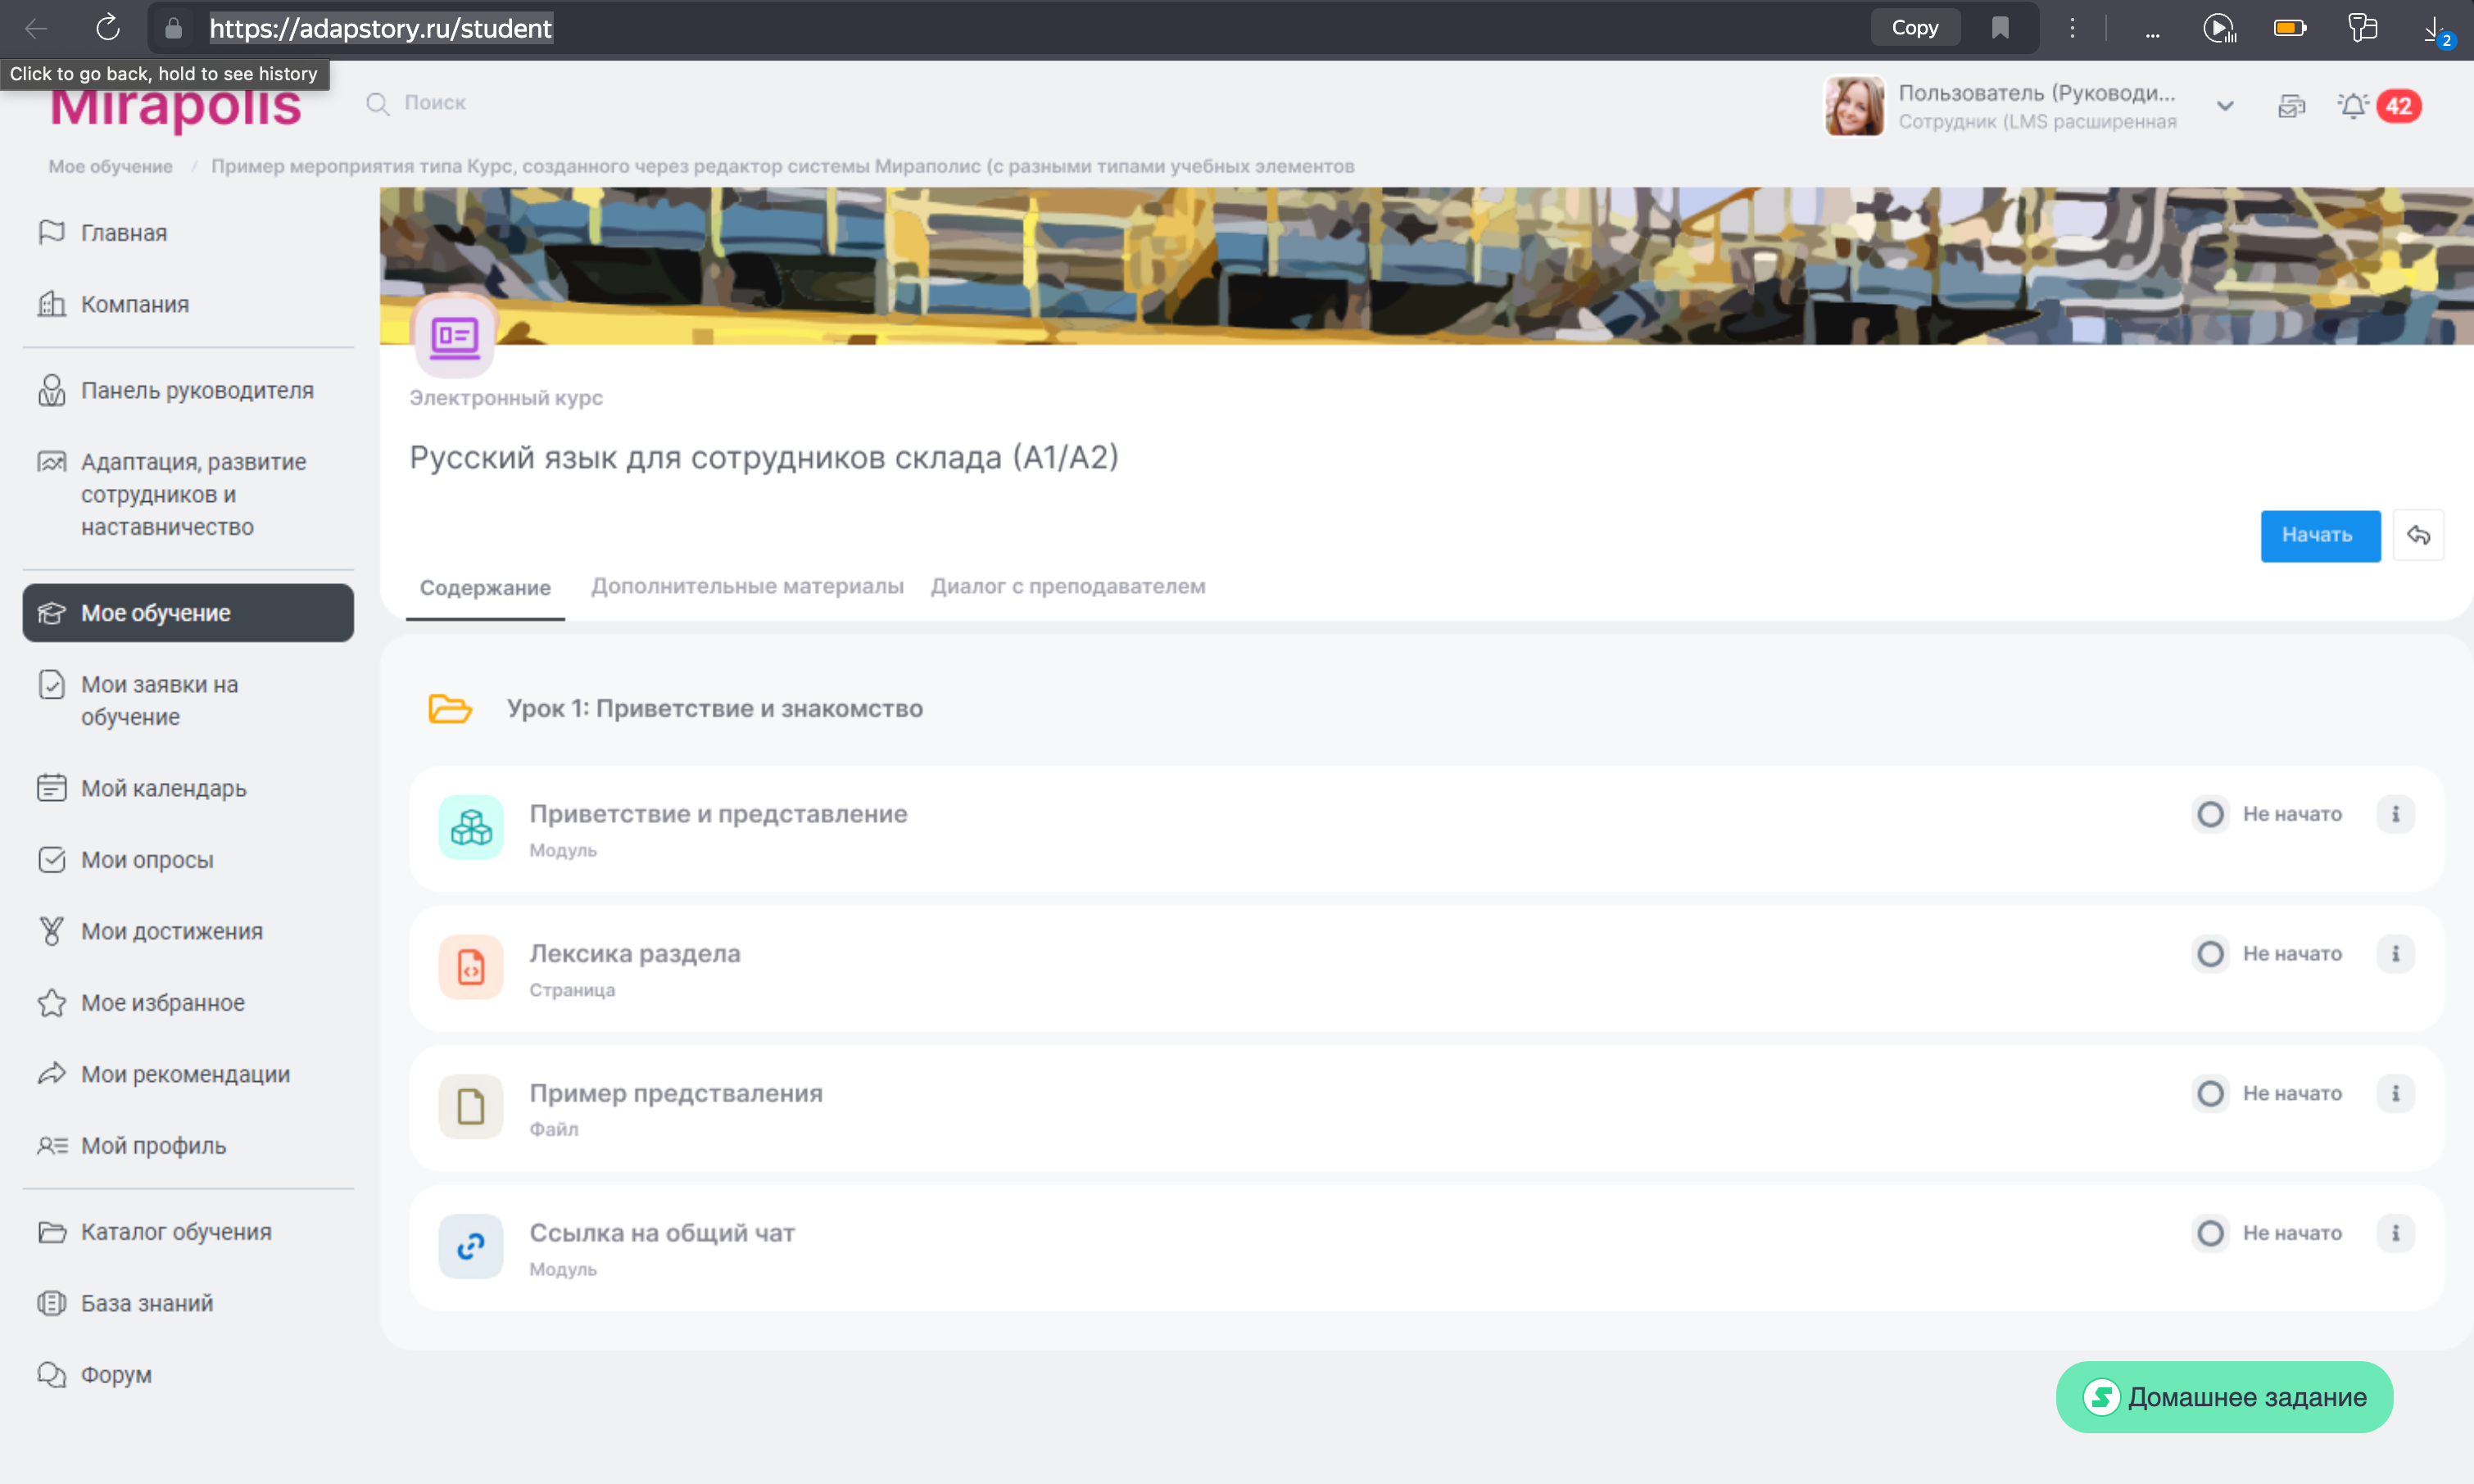 https://adapstory.ru/student
Copy
...
2
Click to go back, hold to see history
Mirapolis
Поиск
Пользователь (Руководи...
Сотрудник (LMS расширенная
42
Мое обучение / Пример мероприятия типа Курс, созданного через редактор системы Мираполис (с разными типами учебных элементов
Главная
Компания
Панель руководителя
Адаптация, развитие
сотрудников и
наставничество
Мое обучение
Мои заявки на
обучение
Мой календарь
Мои опросы
Мои достижения
Мое избранное
Мои рекомендации
Мой профиль
Каталог обучения
База знаний
Форум
Электронный курс
Русский язык для сотрудников склада (А1/А2)
Начать
Содержание
Дополнительные материалы
Диалог с преподавателем
Урок 1: Приветствие и знакомство
Приветствие и представление
Модуль
Не начато
i
Лексика раздела
Страница
Не начато
i
Пример предстваления
Файл
Не начато
i
Ссылка на общий чат
Модуль
Не начато
i
Домашнее задание